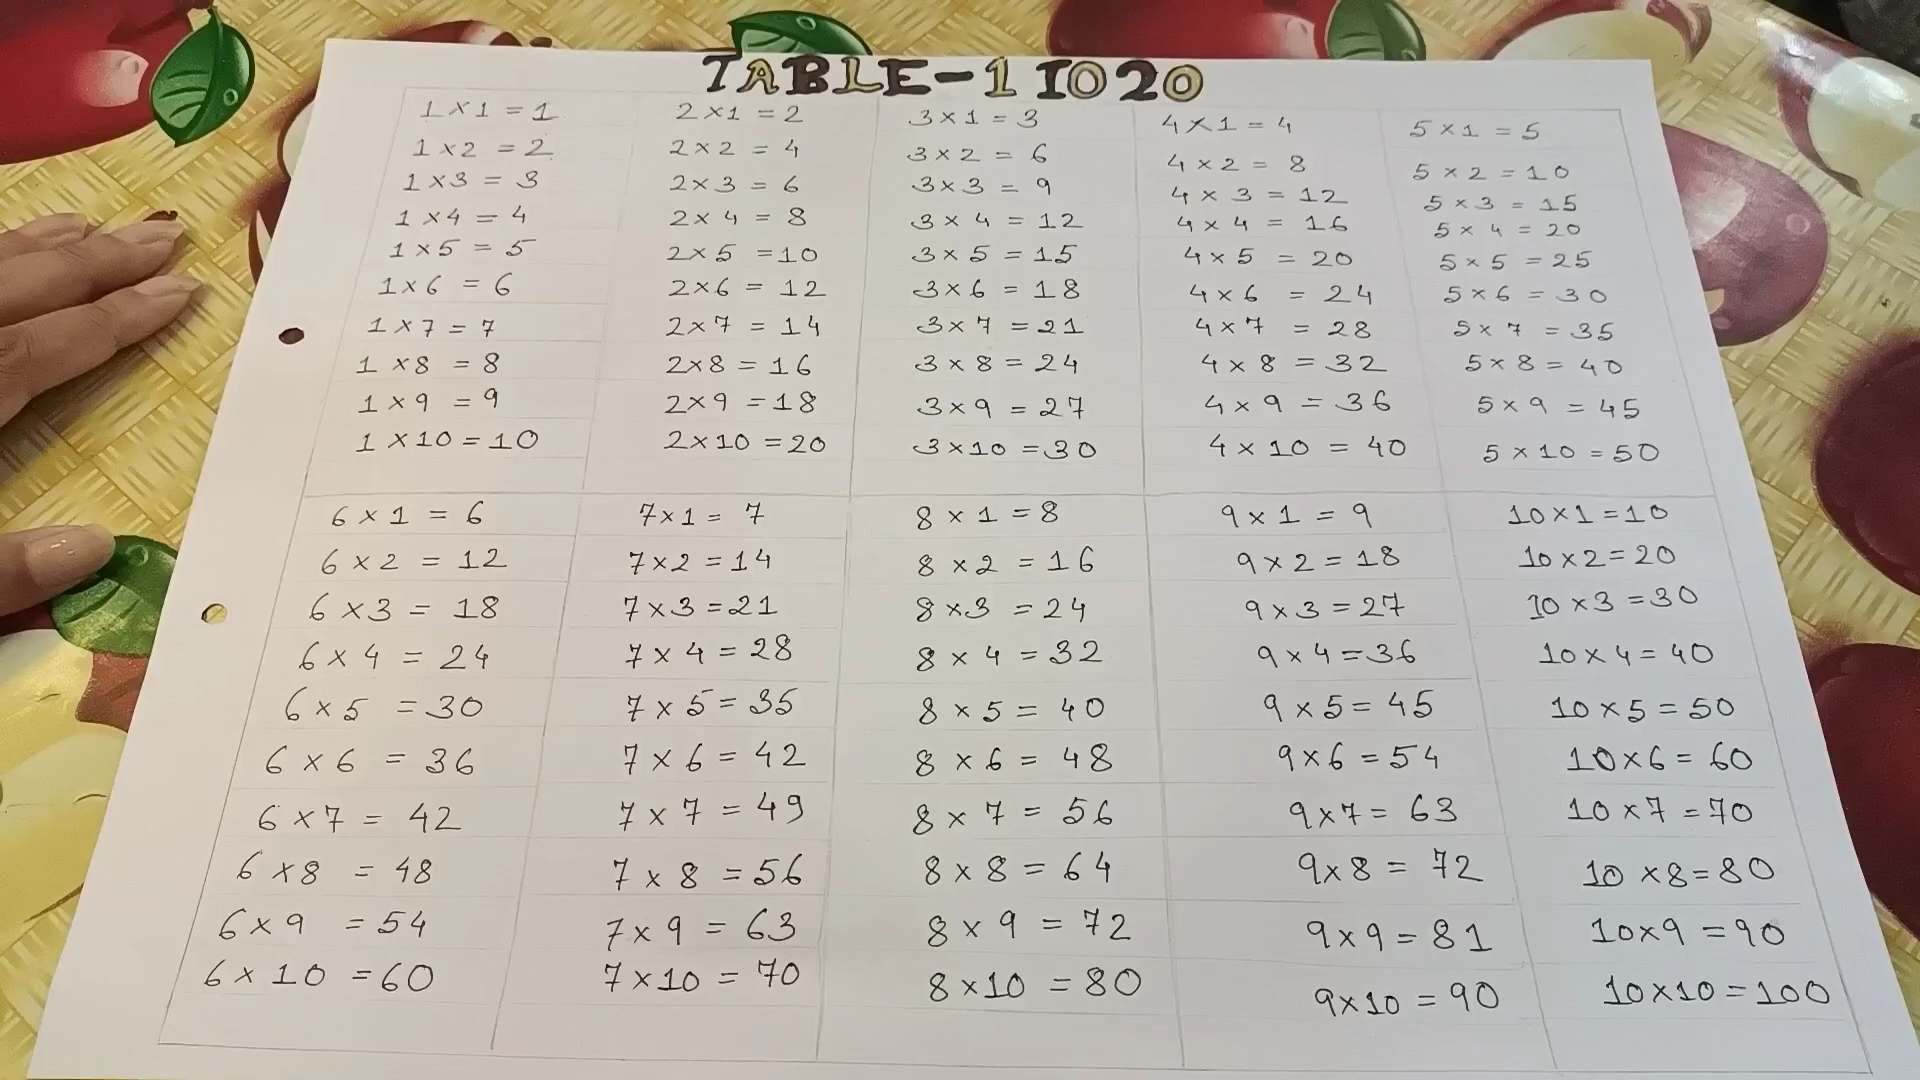 TABLE-1 IO 20
1 x 1 = 1
1 x 2 = 2
1 x 3 = 3
1 x 4 = 4
1 x 5 = 5
1 x 6 = 6
1 x 7 = 7
1 x 8 = 8
1 x 9 = 9
1 x 10 = 10
2 x 1 = 2
2 x 2 = 4
2 x 3 = 6
2 x 4 = 8
2 x 5 = 10
2 x 6 = 12
2 x 7 = 14
2 x 8 = 16
2 x 9 = 18
2 x 10 = 20
3 x 1 = 3
3 x 2 = 6
3 x 3 = 9
3 x 4 = 12
3 x 5 = 15
3 x 6 = 18
3 x 7 = 21
3 x 8 = 24
3 x 9 = 27
3 x 10 = 30
4 x 1 = 4
4 x 2 = 8
4 x 3 = 12
4 x 4 = 16
4 x 5 = 20
4 x 6 = 24
4 x 7 = 28
4 x 8 = 32
4 x 9 = 36
4 x 10 = 40
5 x 1 = 5
5 x 2 = 10
5 x 3 = 15
5 x 4 = 20
5 x 5 = 25
5 x 6 = 30
5 x 7 = 35
5 x 8 = 40
5 x 9 = 45
5 x 10 = 50
6 x 1 = 6
6 x 2 = 12
6 x 3 = 18
6 x 4 = 24
6 x 5 = 30
6 x 6 = 36
6 x 7 = 42
6 x 8 = 48
6 x 9 = 54
6 x 10 = 60
7 x 1 = 7
7 x 2 = 14
7 x 3 = 21
7 x 4 = 28
7 x 5 = 35
7 x 6 = 42
7 x 7 = 49
7 x 8 = 56
7 x 9 = 63
7 x 10 = 70
8 x 1 = 8
8 x 2 = 16
8 x 3 = 24
8 x 4 = 32
8 x 5 = 40
8 x 6 = 48
8 x 7 = 56
8 x 8 = 64
8 x 9 = 72
8 x 10 = 80
9 x 1 = 9
9 x 2 = 18
9 x 3 = 27
9 x 4 = 36
9 x 5 = 45
9 x 6 = 54
9 x 7 = 63
9 x 8 = 72
9 x 9 = 81
9 x 10 = 90
10 x 1 = 10
10 x 2 = 20
10 x 3 = 30
10 x 4 = 40
10 x 5 = 50
10 x 6 = 60
10 x 7 = 70
10 x 8 = 80
10 x 9 = 90
10 x 10 = 100